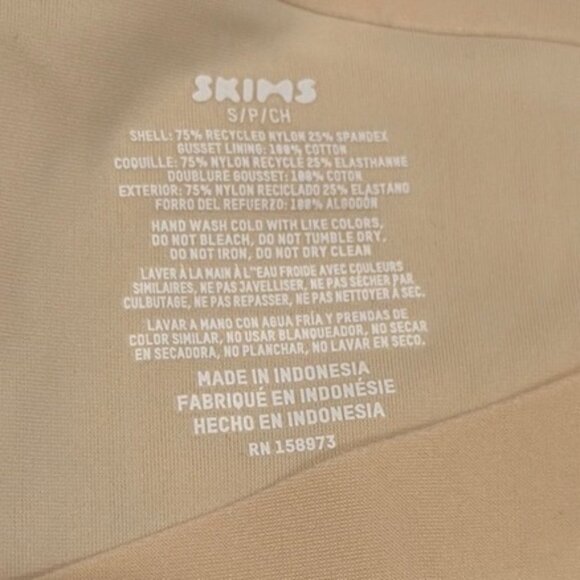 SKIMS
S/P/CH
SHELL: 75% RECYCLED NYLON 25% SPANDEX
GUSSET LINING: 100% COTTON
COQUILLE: 75% NYLON RECYCLE 25% ELASTHANNE
DOUBLURE GOUSSET: 100% COTON
EXTERIOR: 75% NYLON RECICLADO 25% ELASTANO
FORRO DEL REFUERZO: 100% ALGODÓN
HAND WASH COLD WITH LIKE COLORS,
DO NOT BLEACH, DO NOT TUMBLE DRY,
DO NOT IRON, DO NOT DRY CLEAN
LAVER À LA MAIN À L"EAU FROIDE AVEC COULEURS
SIMILAIRES, NE PAS JAVELLISER, NE PAS SÉCHER PAR
CULBUTAGE, NE PAS REPASSER, NE PAS NETTOYER À SEC.
LAVAR A MANO CON AGUA FRÍA Y PRENDAS DE
COLOR SIMILAR, NO USAR BLANQUEADOR, NO SECAR
EN SECADORA, NO PLANCHAR, NO LAVAR EN SECO.
MADE IN INDONESIA
FABRIQUÉ EN INDONÉSIE
HECHO EN INDONESIA
RN 158973